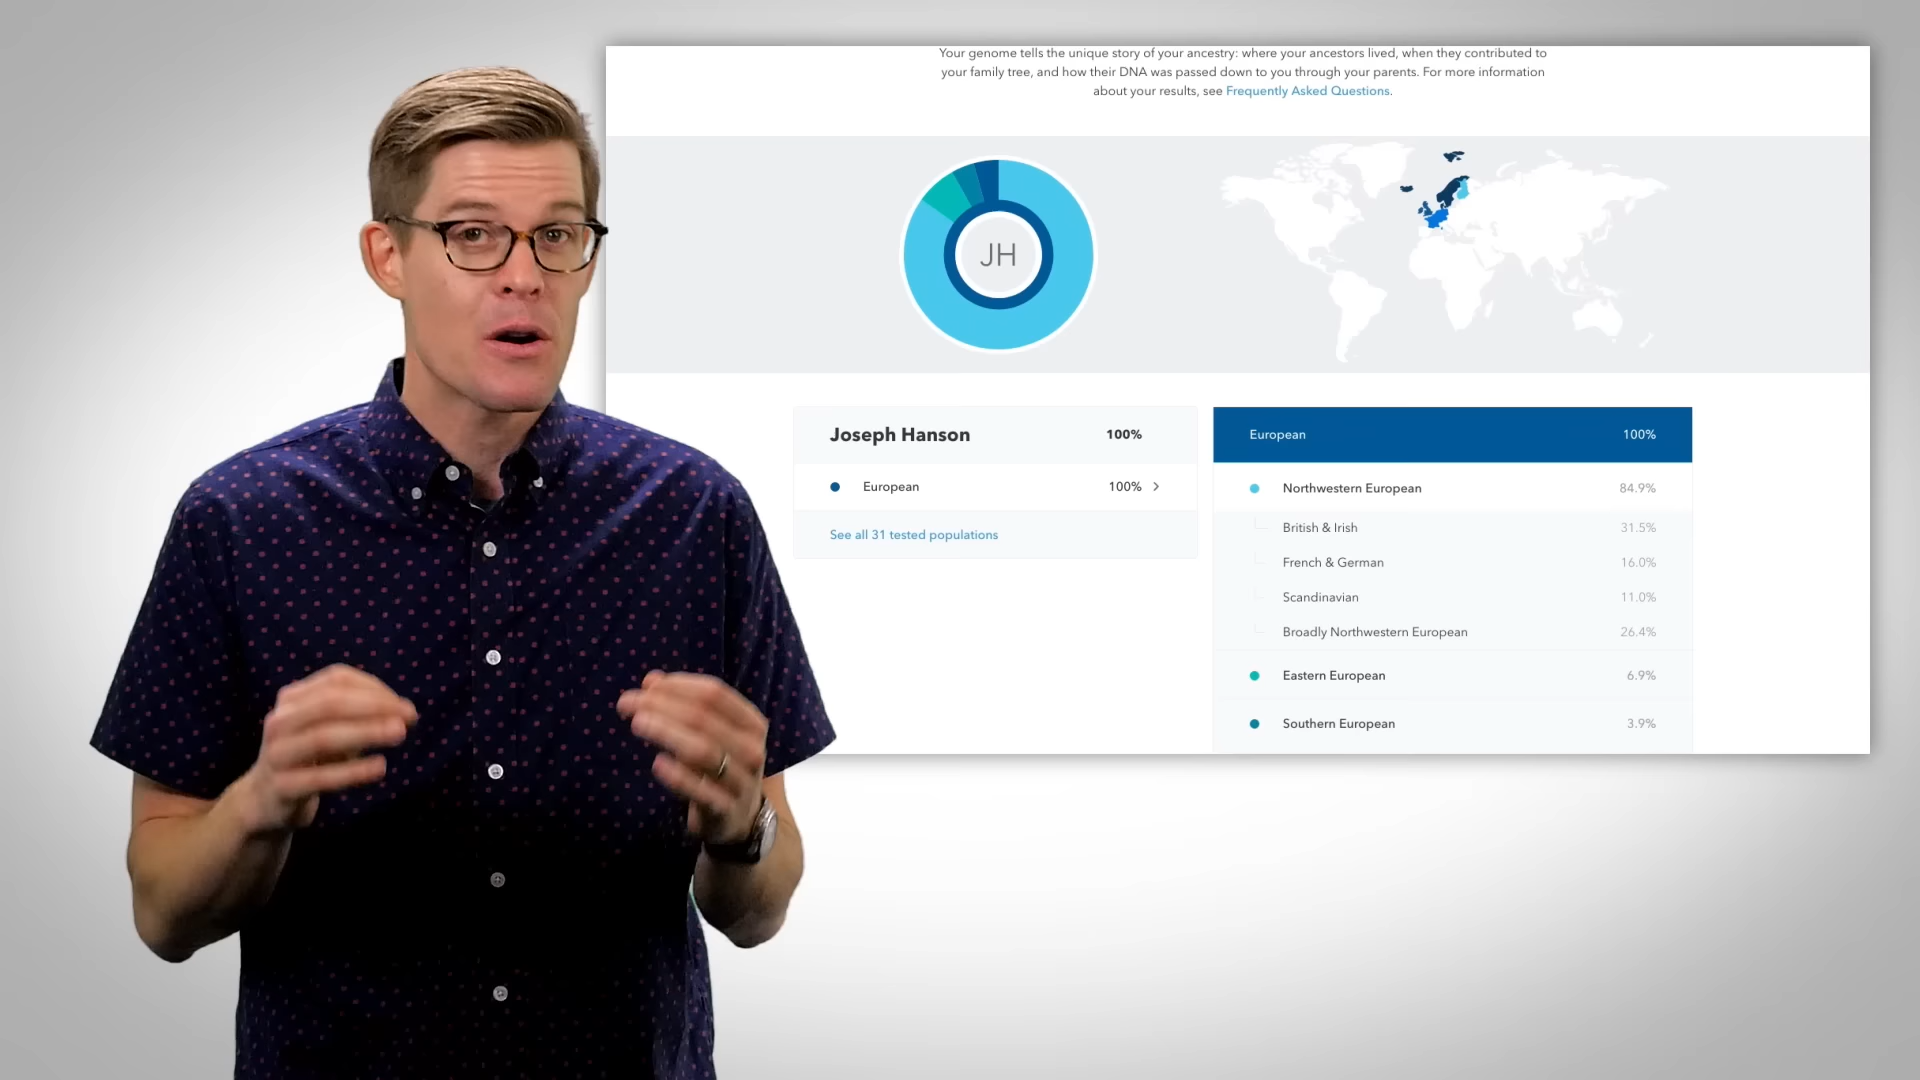 Your genome tells the unique story of your ancestry: where your ancestors lived, when they contributed to
your family tree, and how their DNA was passed down to you through your parents. For more information
about your results, see Frequently Asked Questions.
JH
Joseph Hanson 100%
European 100%
See all 31 tested populations
European 100%
Northwestern European 84.9%
British & Irish 31.5%
French & German 16.0%
Scandinavian 11.0%
Broadly Northwestern European 26.4%
Eastern European 6.9%
Southern European 3.9%